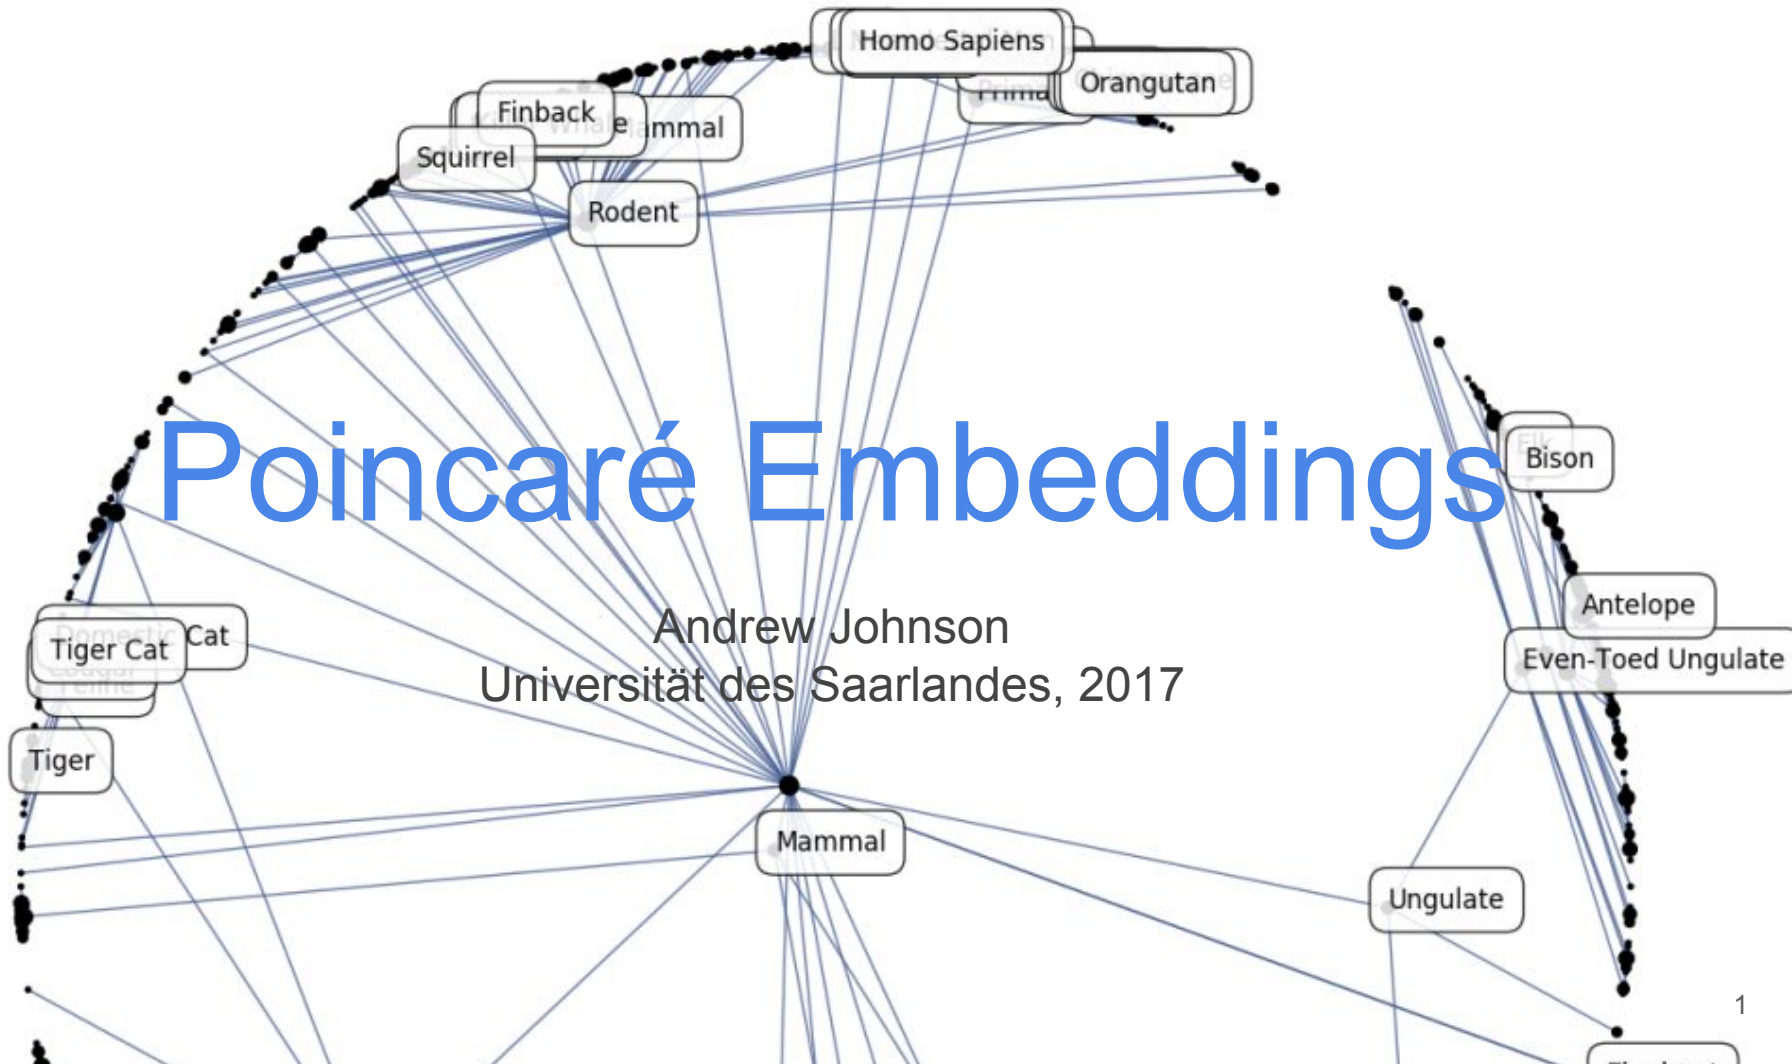 Homo Sapiens
Orangutan
Finback
Squirrel
Rodent
Poincaré Embeddings
Bison
Andrew Johnson
Universität des Saarlandes, 2017
Antelope
Domestic Cat
Tiger Cat
Even-Toed Ungulate
Tiger
Mammal
Ungulate
1